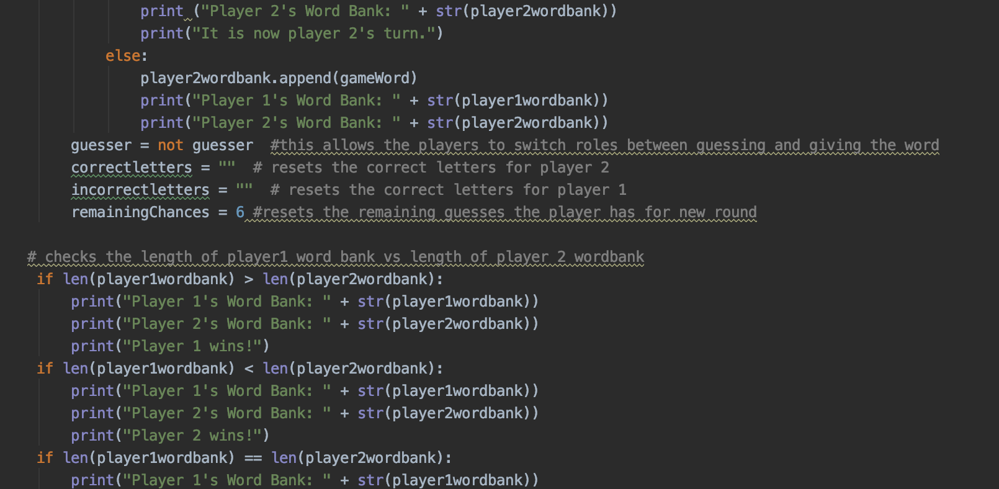 print ("Player 2's Word Bank: " + str(player2wordbank))
print("It is now player 2's turn.")
else:
player2wordbank.append(gameWord)
print("Player 1's Word Bank: " + str(player1wordbank))
print("Player 2's Word Bank: " + str(player2wordbank))
guesser = not guesser  #this allows the players to switch roles between guessing and giving the word
correctletters = ""  # resets the correct letters for player 2
incorrectletters = ""  # resets the correct letters for player 1
remainingChances = 6 #resets the remaining guesses the player has for new round
# checks the length of player1 word bank vs length of player 2 wordbank
if len(player1wordbank) > len(player2wordbank):
print("Player 1's Word Bank: " + str(player1wordbank))
print("Player 2's Word Bank: " + str(player2wordbank))
print("Player 1 wins!")
if len(player1wordbank) < len(player2wordbank):
print("Player 1's Word Bank: " + str(player1wordbank))
print("Player 2's Word Bank: " + str(player2wordbank))
print("Player 2 wins!")
if len(player1wordbank) == len(player2wordbank):
print("Player 1's Word Bank: " + str(player1wordbank))